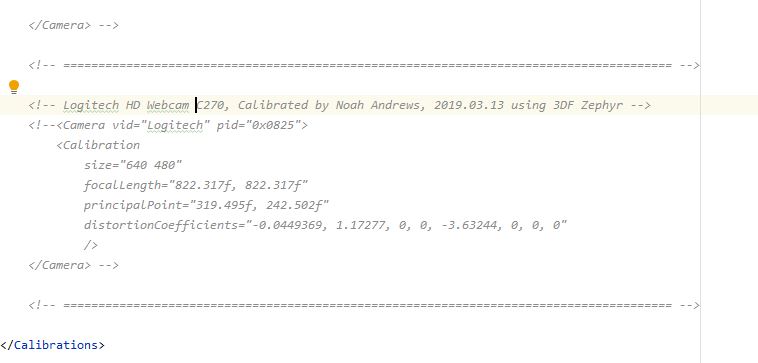 </Camera> -->
<!-- ======================================================================================= -->
<!-- Logitech HD Webcam C270, Calibrated by Noah Andrews, 2019.03.13 using 3DF Zephyr -->
<!--<Camera vid="Logitech" pid="0x0825">
<Calibration
size="640 480"
focalLength="822.317f, 822.317f"
principalPoint="319.495f, 242.502f"
distortionCoefficients="-0.0449369, 1.17277, 0, 0, -3.63244, 0, 0, 0"
/>
</Camera> -->
<!-- ======================================================================================= -->
</Calibrations>